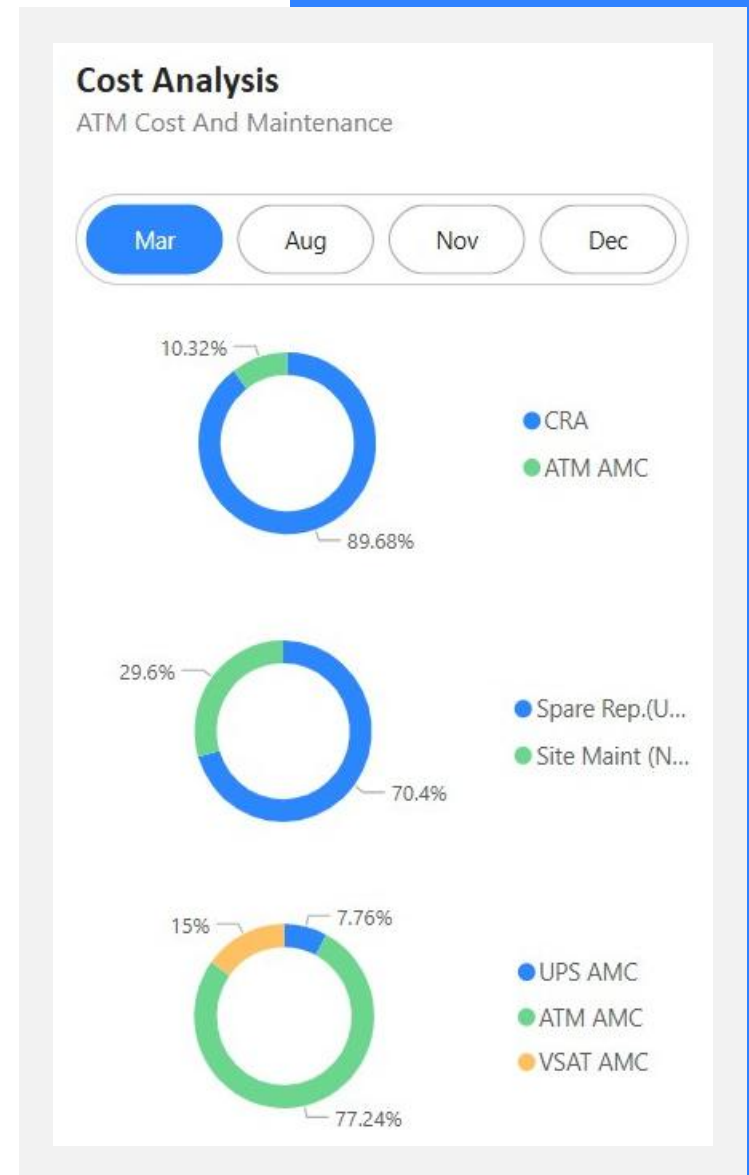 Cost Analysis
ATM Cost And Maintenance
Mar Aug Nov Dec
10.32%
CRA
ATM AMC
89.68%
29.6%
Spare Rep.(U...
Site Maint (N...
70.4%
15% 7.76%
UPS AMC
ATM AMC
VSAT AMC
77.24%